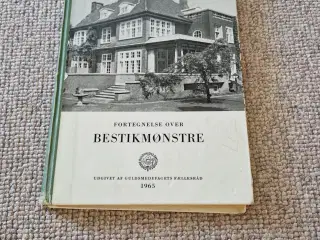 FORTEGNELSE OVER
BESTIKMØNSTRE
UDGIVET AF GULDSMEDEFAGETS FÆLLESRÅD
1965